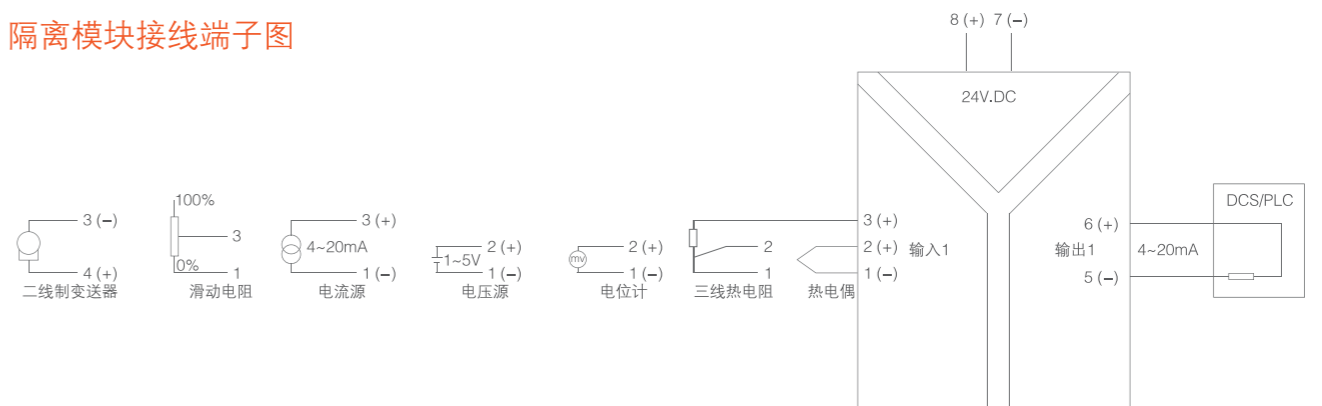 隔离模块接线端子图
8 (+) 7 (–)
24V.DC
3 (–)
4 (+)
二线制变送器
100%
3
0%
1
滑动电阻
3 (+)
4~20mA
1 (–)
电流源
2 (+)
1~5V
1 (–)
电压源
2 (+)
mv
1 (–)
电位计
2
1
三线热电阻
热电偶
3 (+)
2 (+) 输入1
1 (–)
6 (+)
输出1
5 (–)
4~20mA
DCS/PLC